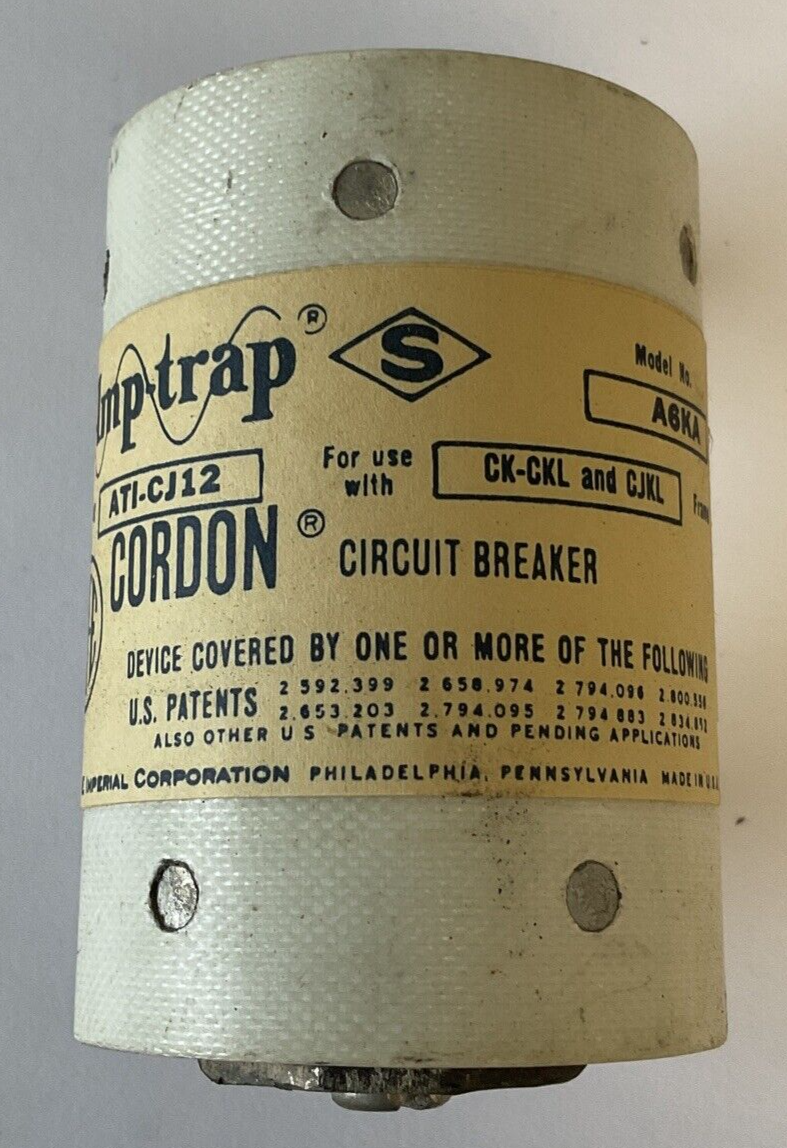 Amp-trap ®
S
Model No.
A6KA
ATI-CJ12
For use with
CK-CKL and CJKL
CORDON ® CIRCUIT BREAKER
DEVICE COVERED BY ONE OR MORE OF THE FOLLOWING
U.S. PATENTS
2 592.399 2 658.974 2 794.096 2.800.556
2.653 203 2.794.095 2 794 883
ALSO OTHER U S PATENTS AND PENDING APPLICATIONS
IMPERIAL CORPORATION PHILADELPHIA, PENNSYLVANIA MADE IN U.S.A